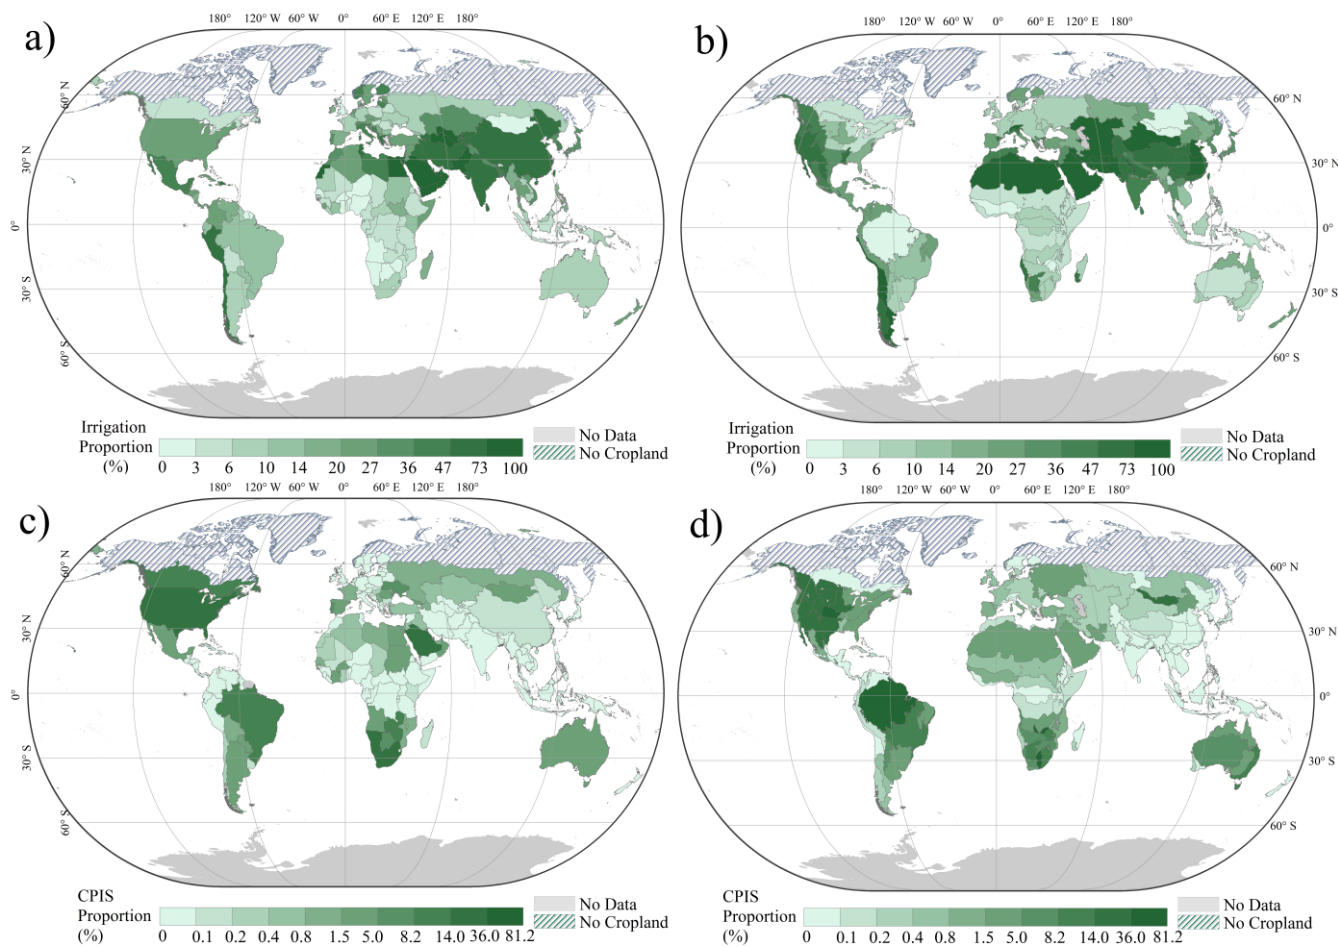 a)
180° 120° W 60° W 0° 60° E 120° E 180°
60° N
30° N
0°
30° S
60° S
Irrigation
Proportion
(%)
0 3 6 10 14 20 27 36 47 73 100
No Data
No Cropland
b)
180° 120° W 60° W 0° 60° E 120° E 180°
60° N
30° N
0°
30° S
60° S
Irrigation
Proportion
(%)
0 3 6 10 14 20 27 36 47 73 100
No Data
No Cropland
c)
180° 120° W 60° W 0° 60° E 120° E 180°
60° N
30° N
0°
30° S
60° S
CPIS
Proportion
(%)
0 0.1 0.2 0.4 0.8 1.5 5.0 8.2 14.0 36.0 81.2
No Data
No Cropland
d)
180° 120° W 60° W 0° 60° E 120° E 180°
60° N
30° N
0°
30° S
60° S
CPIS
Proportion
(%)
0 0.1 0.2 0.4 0.8 1.5 5.0 8.2 14.0 36.0 81.2
No Data
No Cropland